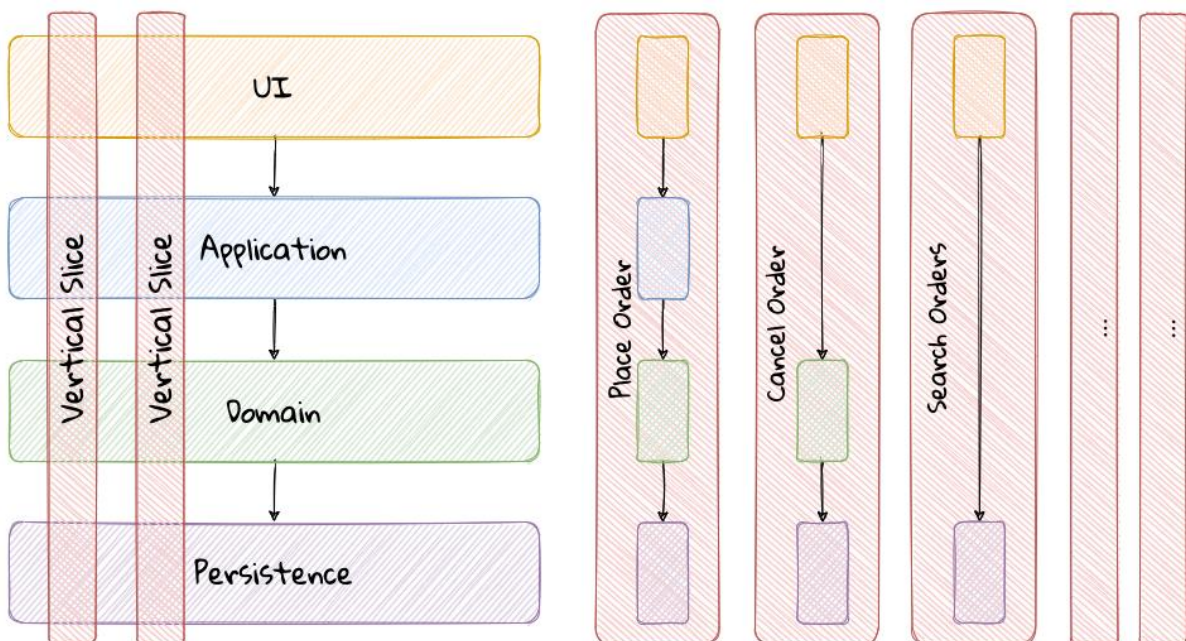 UI
Application
Domain
Persistence
Vertical Slice
Vertical Slice
Place Order
Cancel Order
Search Orders
...
...